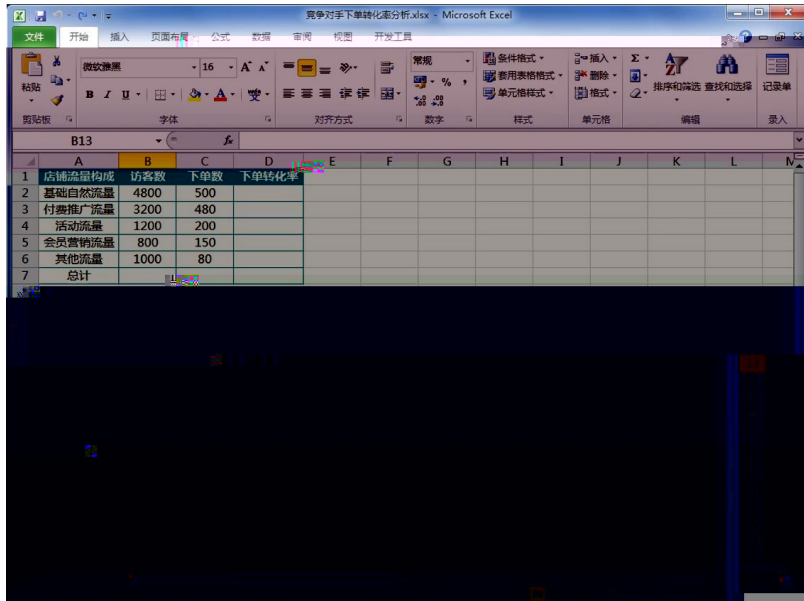 竞争对手下单转化率分析.xlsx - Microsoft Excel
文件 开始 插入 页面布局 公式 数据 审阅 视图 开发工具
微软雅黑 16 常规 条件格式 插入
粘贴 套用表格格式 删除 排序和筛选 查找和选择 记录单
B I U 单元格样式 格式
剪贴板 字体 对齐方式 数字 样式 单元格 编辑 录入
B13 fx
A B C D E F G H I J K L
1 店铺流量构成 访客数 下单数 下单转化率
2 基础自然流量 4800 500
3 付费推广流量 3200 480
4 活动流量 1200 200
5 会员营销流量 800 150
6 其他流量 1000 80
7 总计